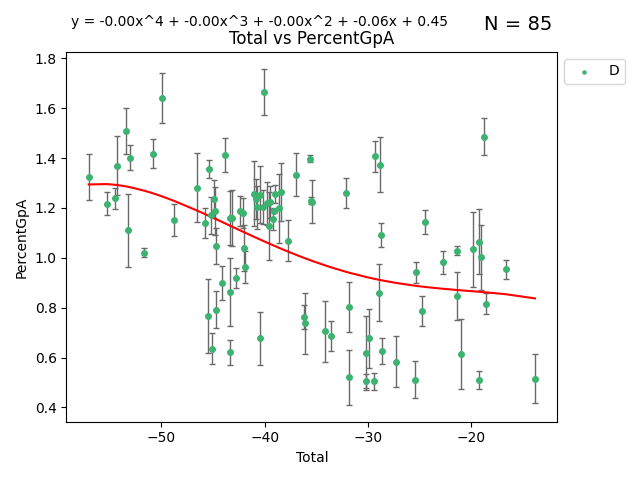 y = -0.00x^4 + -0.00x^3 + -0.00x^2 + -0.06x + 0.45
N = 85
Total vs PercentGpA
D
1.8
1.6
1.4
1.2
1.0
0.8
0.6
0.4
PercentGpA
−50
−40
−30
−20
Total